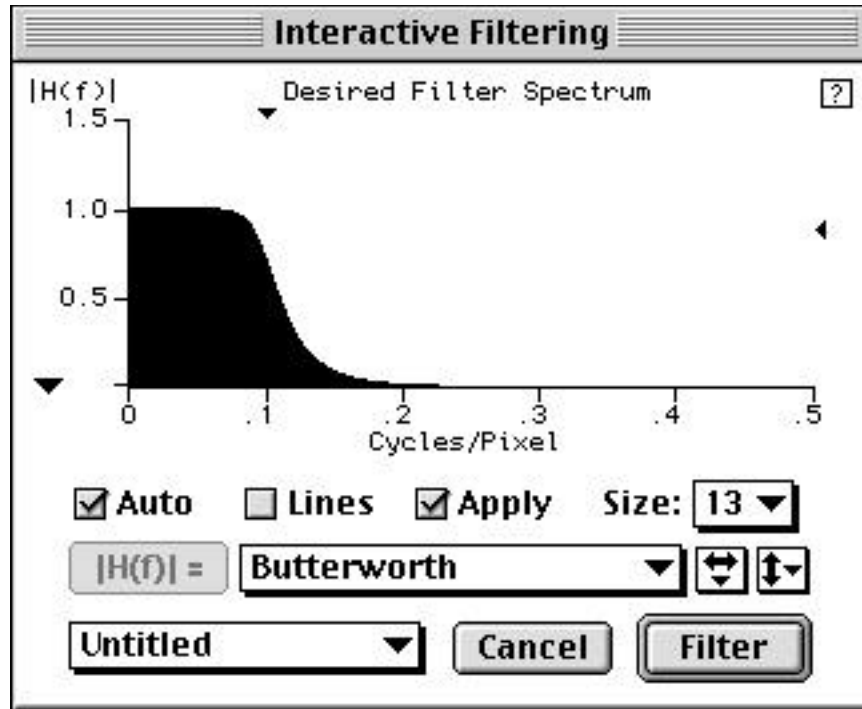 Interactive Filtering
|H(f)| Desired Filter Spectrum ?
1.5
1.0
0.5
0 .1 .2 .3 .4 .5
Cycles/Pixel
Auto Lines Apply Size: 13
|H(f)| = Butterworth
Untitled Cancel Filter